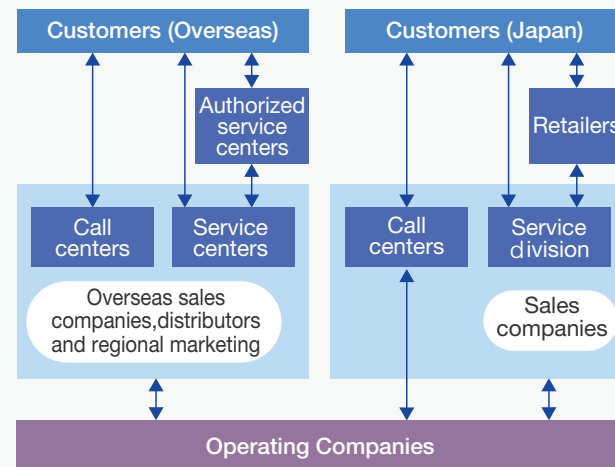 Customers (Overseas)
Authorized
service
centers
Call
centers
Service
centers
Overseas sales
companies,distributors
and regional marketing
Customers (Japan)
Retailers
Call
centers
Service
division
Sales
companies
Operating Companies